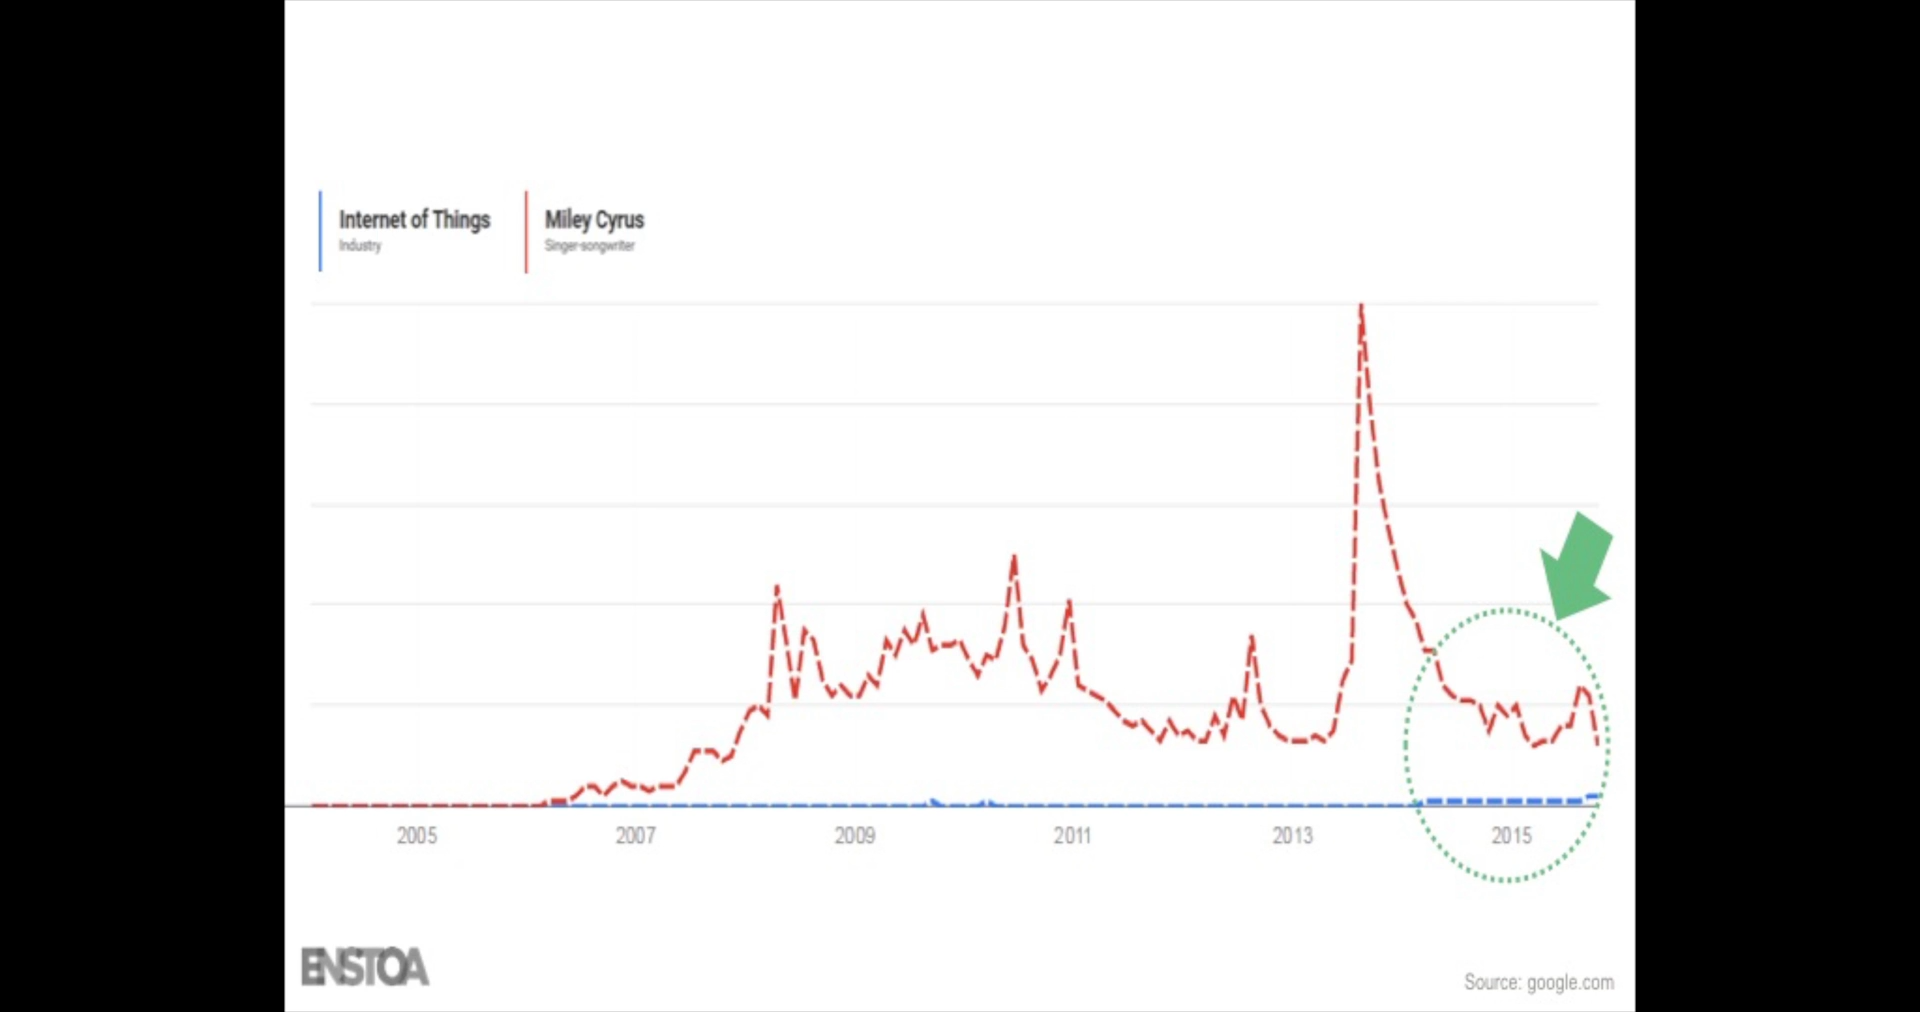 Internet of Things
Industry
Miley Cyrus
Singer-songwriter
2005 2007 2009 2011 2013 2015
ENSTOA
Source: google.com